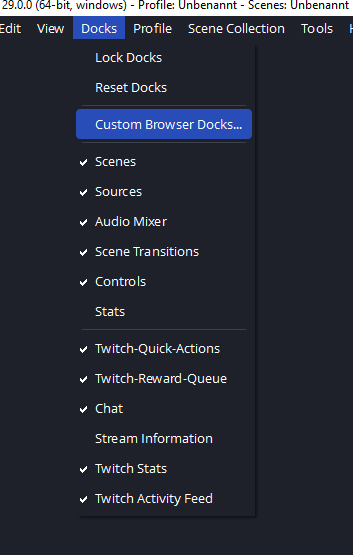 29.0.0 (64-bit, windows) - Profile: Unbenannt - Scenes: Unbenannt
Edit View Docks Profile Scene Collection Tools
Lock Docks
Reset Docks
Custom Browser Docks...
Scenes
Sources
Audio Mixer
Scene Transitions
Controls
Stats
Twitch-Quick-Actions
Twitch-Reward-Queue
Chat
Stream Information
Twitch Stats
Twitch Activity Feed